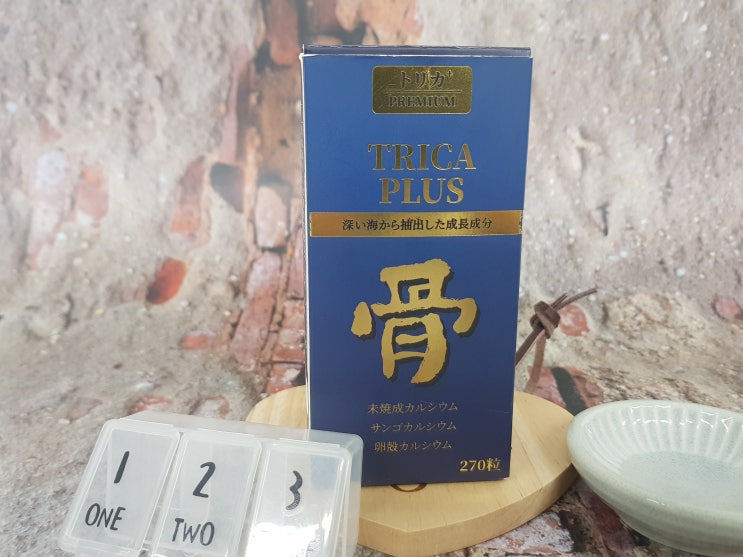 トリカ+
PREMIUM
TRICA
PLUS
深い海から抽出した成長成分
骨
未焼成カルシウム
サンゴカルシウム
卵殻カルシウム
270粒
1
ONE
2
TWO
3